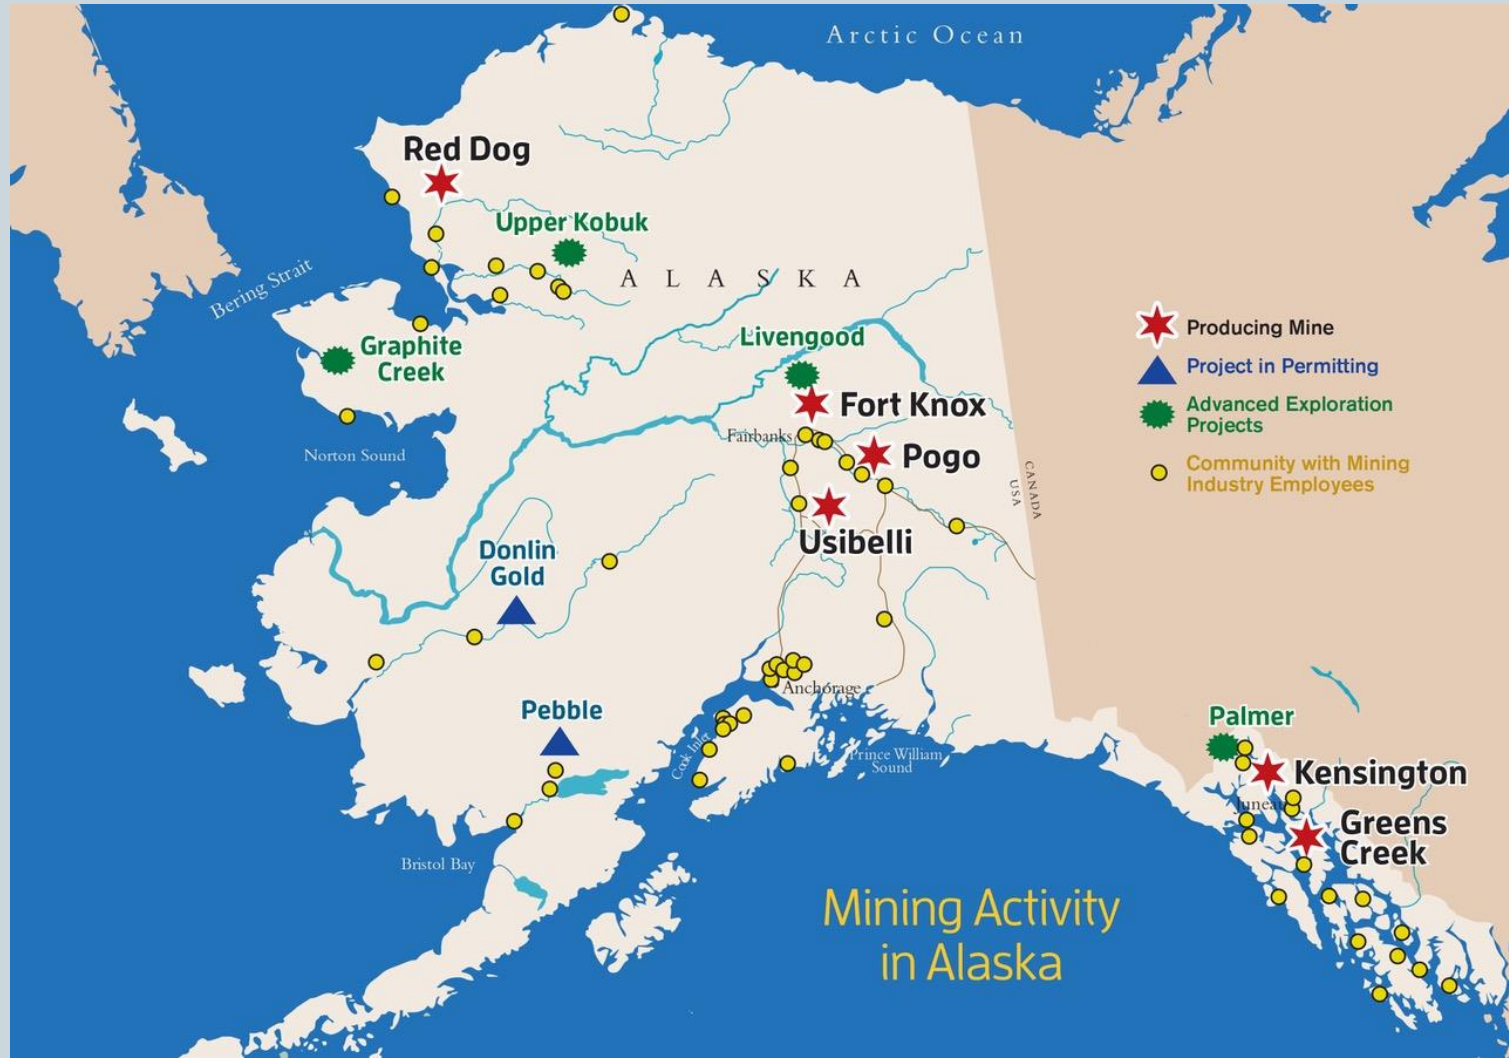 Arctic Ocean
Red Dog
Upper Kobuk
Bering Strait
A L A S K A
Graphite
Creek
Livengood
Producing Mine
Project in Permitting
Advanced Exploration
Projects
Community with Mining
Industry Employees
Fort Knox
Fairbanks
Pogo
Norton Sound
CANADA
USA
Usibelli
Donlin
Gold
Anchorage
Pebble
Cook Inlet
Prince William
Sound
Palmer
Kensington
Juneau
Greens
Creek
Bristol Bay
Mining Activity
in Alaska